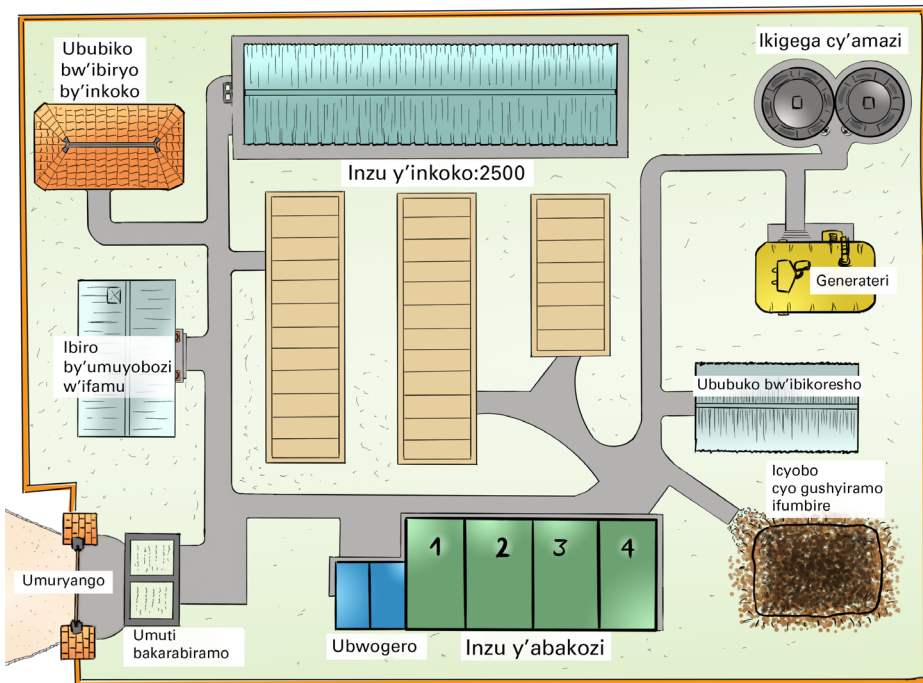 Ububiko
bw'ibiryo
by'inkoko
Ikigega cy'amazi
Inzu y'inkoko:2500
Generateri
Ibiro
by'umuyobozi
w'ifamu
Ububuko bw'ibikoresho
Icyobo
cyo gushyiramo
ifumbire
1
2
3
4
Umuryango
Umuti
bakarabiramo
Ubwogero
Inzu y'abakozi